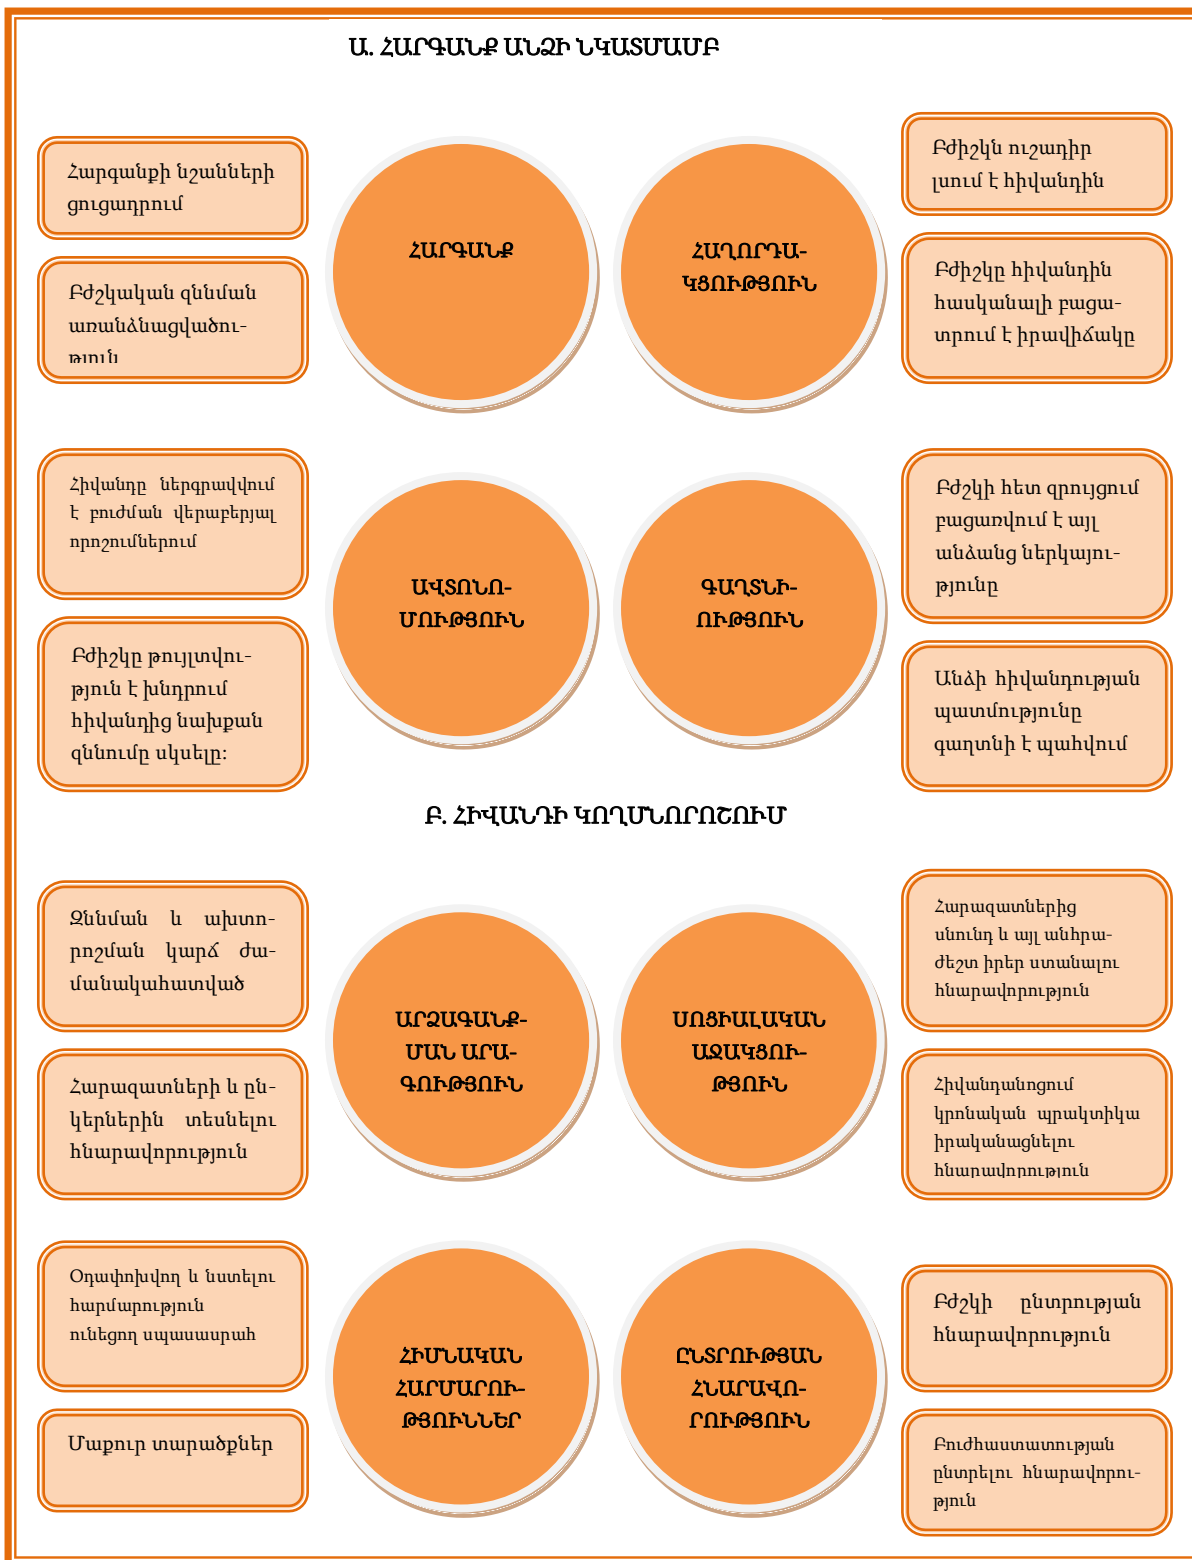 Ա. ՀԱՐԳԱՆՔ ԱՆՁԻ ՆԿԱՏՄԱՄԲ
Հարգանքի նշանների
ցուցադրում
Բժշկական զննման
առանձնացվածու-
թյուն
ՀԱՐԳԱՆՔ
ՀԱՂՈՐԴԱ-
ԿՑՈՒԹՅՈՒՆ
Բժիշկն ուշադիր
լսում է հիվանդին
Բժիշկը հիվանդին
հասկանալի բացա-
տրում է իրավիճակը
Հիվանդը ներգրավվում
է բուժման վերաբերյալ
որոշումներում
Բժիշկը թույլտվու-
թյուն է խնդրում
հիվանդից նախքան
զննումը սկսելը:
ԱՎՏՈՆՈ-
ՄՈՒԹՅՈՒՆ
ԳԱՂՏՆԻ-
ՈՒԹՅՈՒՆ
Բժշկի հետ զրույցում
բացառվում է այլ
անձանց ներկայու-
թյունը
Անձի հիվանդության
պատմությունը
գաղտնի է պահվում
Բ. ՀԻՎԱՆԴԻ ԿՈՂՄՆՈՐՈՇՈՒՄ
Զննման և ախտո-
րոշման կարճ ժա-
մանակահատված
Հարազատների և ըն-
կերներին տեսնելու
հնարավորություն
ԱՐՁԱԳԱՆՔ-
ՄԱՆ ԱՐԱ-
ԳՈՒԹՅՈՒՆ
ՍՈՑԻԱԼԱԿԱՆ
ԱՋԱԿՑՈՒ-
ԹՅՈՒՆ
Հարազատներից
սնունդ և այլ անհրա-
ժեշտ իրեր ստանալու
հնարավորություն
Հիվանդանոցում
կրոնական պրակտիկա
իրականացնելու
հնարավորություն
Օդափոխվող և նստելու
հարմարություն
ունեցող սպասասրահ
Մաքուր տարածքներ
ՀԻՄՆԱԿԱՆ
ՀԱՐՄԱՐՈՒ-
ԹՅՈՒՆՆԵՐ
ԸՆՏՐՈՒԹՅԱՆ
ՀՆԱՐԱՎՈ-
ՐՈՒԹՅՈՒՆ
Բժշկի ընտրության
հնարավորություն
Բուժհաստատության
ընտրելու հնարավորու-
թյուն